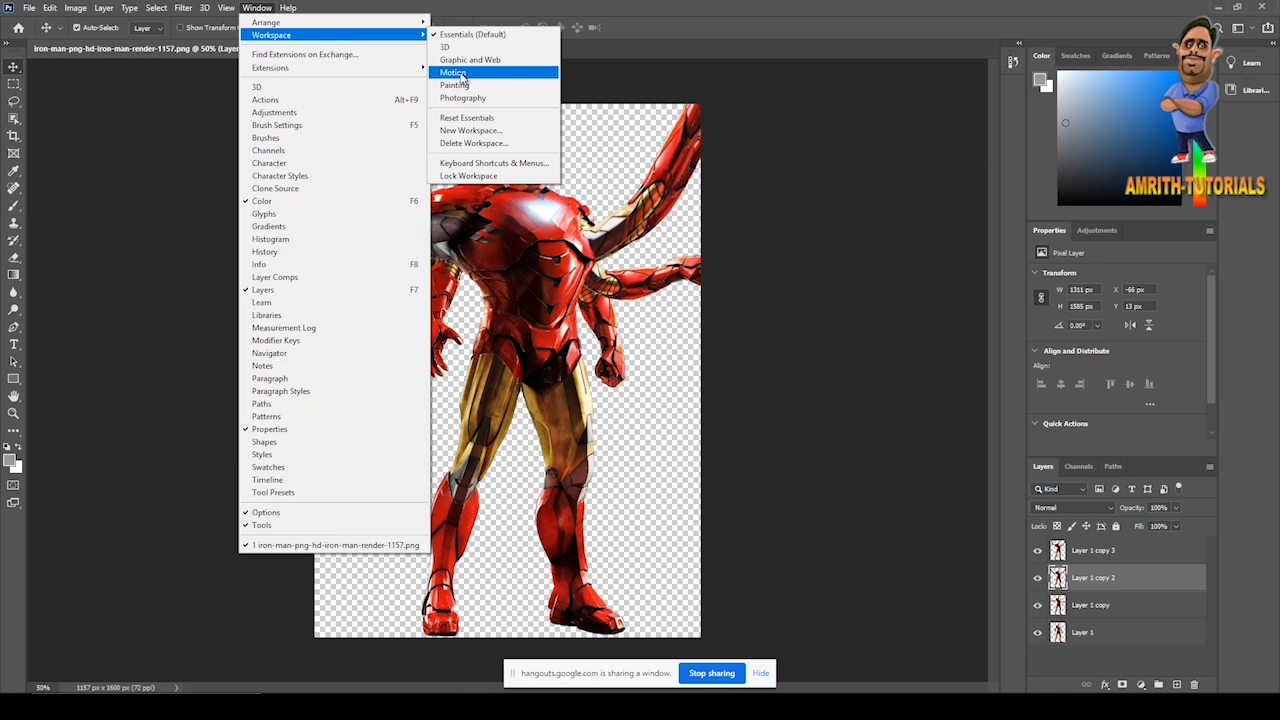 File Edit Image Layer Type Select Filter 3D View Window Help
Auto-Select: Layer Show Transform
iron-man-png-hd-iron-man-render-1157.png @ 50% (Layer
Arrange
Workspace
Find Extensions on Exchange...
Extensions
3D
Actions Alt+F9
Adjustments
Brush Settings F5
Brushes
Channels
Character
Character Styles
Clone Source
Color F6
Glyphs
Gradients
Histogram
History
Info F8
Layer Comps
Layers F7
Learn
Libraries
Measurement Log
Modifier Keys
Navigator
Notes
Paragraph
Paragraph Styles
Paths
Patterns
Properties
Shapes
Styles
Swatches
Timeline
Tool Presets
Options
Tools
1 iron-man-png-hd-iron-man-render-1157.png
Essentials (Default)
3D
Graphic and Web
Motion
Painting
Photography
Reset Essentials
New Workspace...
Delete Workspace...
Keyboard Shortcuts & Menus...
Lock Workspace
Color Swatches Gradients Patterns
Learn
Librari...
AMRITH-TUTORIALS
Properties Adjustments
Pixel Layer
Transform
W 1311 px X -66 px
H 1585 px Y 13 px
0.00°
Align and Distribute
Align:
...
Quick Actions
Layers Channels Paths
Kind
Normal Opacity: 100%
Lock: Fill: 100%
Layer 1 copy 3
Layer 1 copy 2
Layer 1 copy
Layer 1
hangouts.google.com is sharing a window. Stop sharing Hide
50% 1157 px x 1600 px (72 ppi)